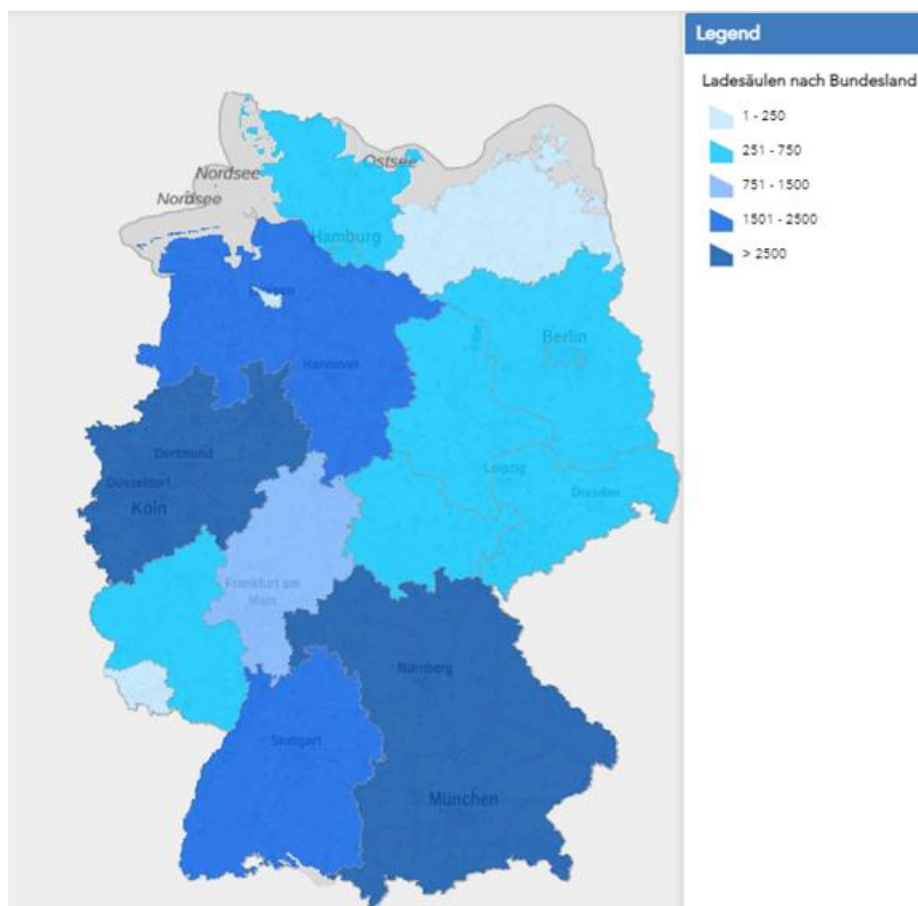 Legend
Ladesäulen nach Bundesland
1 - 250
251 - 750
751 - 1500
1501 - 2500
> 2500
Nordsee
Ostsee
Nordsee
Hamburg
Berlin
Hannover
Dortmund
Düsseldorf
Köln
Leipzig
Dresden
Frankfurt am
Main
Nürnberg
Stuttgart
München